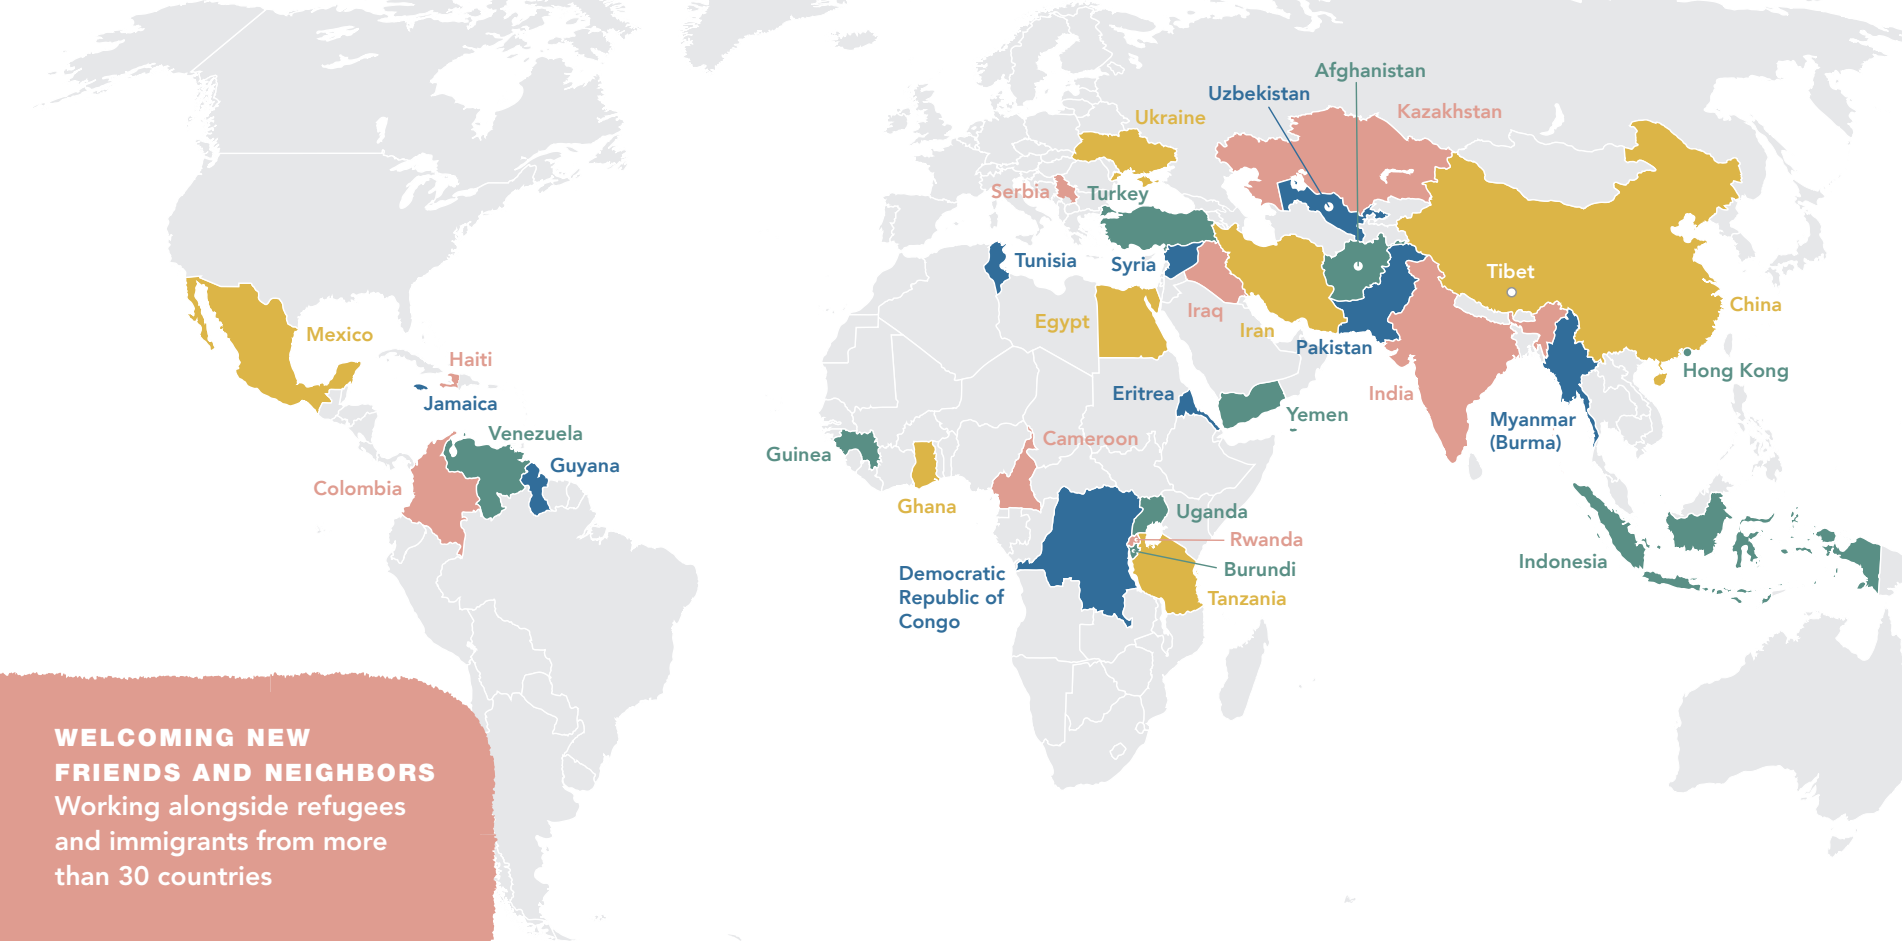 Afghanistan
Uzbekistan
Kazakhstan
Ukraine
Serbia
Turkey
Tunisia
Syria
Tibet
China
Egypt
Iraq
Iran
Pakistan
Mexico
Haiti
Jamaica
Hong Kong
Eritrea
India
Yemen
Myanmar
(Burma)
Venezuela
Cameroon
Guinea
Guyana
Colombia
Ghana
Uganda
Rwanda
Burundi
Indonesia
Democratic
Republic of
Congo
Tanzania
WELCOMING NEW
FRIENDS AND NEIGHBORS
Working alongside refugees
and immigrants from more
than 30 countries